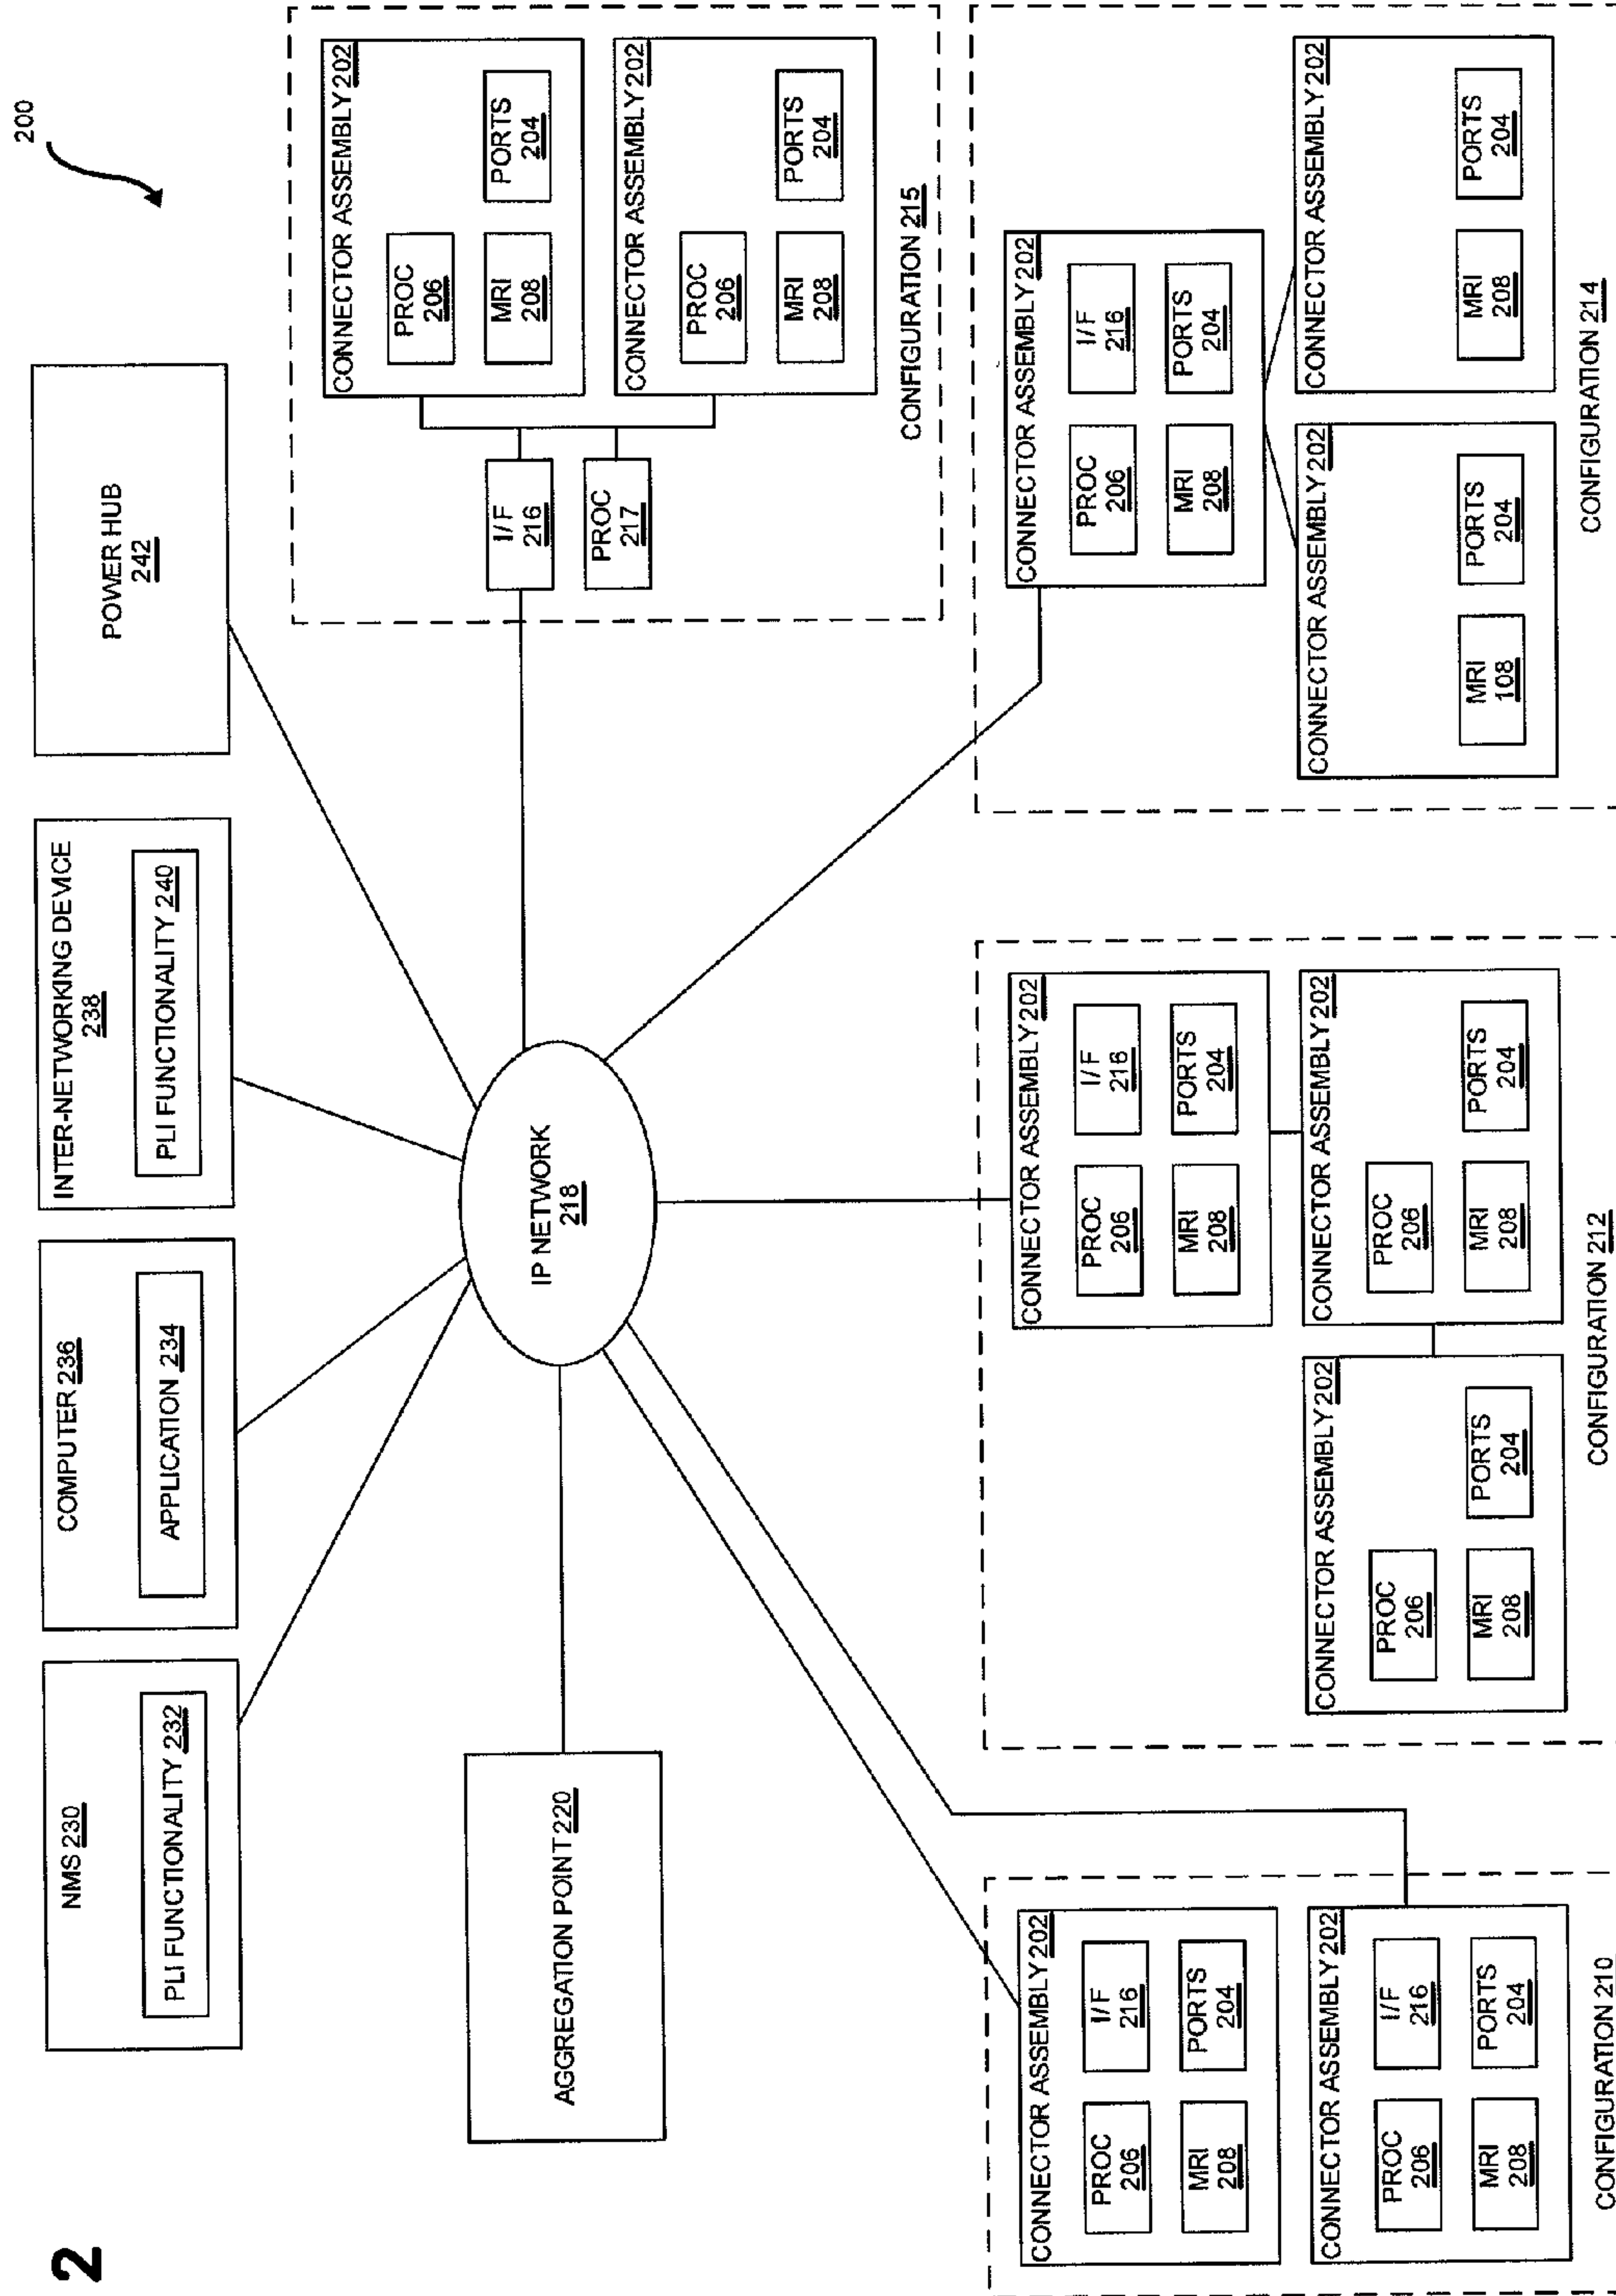 2
200
NMS 230
PLI FUNCTIONALITY 232
COMPUTER 236
APPLICATION 234
INTER-NETWORKING DEVICE
238
PLI FUNCTIONALITY 240
POWER HUB
242
AGGREGATION POINT 220
IP NETWORK
218
I/F
216
PROC
217
CONNECTOR ASSEMBLY 202
PROC
206
MRI
208
PORTS
204
CONNECTOR ASSEMBLY 202
PROC
206
MRI
208
PORTS
204
CONFIGURATION 215
CONNECTOR ASSEMBLY 202
PROC
206
I/F
216
MRI
208
PORTS
204
CONNECTOR ASSEMBLY 202
PROC
206
I/F
216
MRI
208
PORTS
204
CONFIGURATION 210
CONNECTOR ASSEMBLY 202
PROC
206
I/F
216
MRI
208
PORTS
204
CONNECTOR ASSEMBLY 202
PROC
206
MRI
208
PORTS
204
CONNECTOR ASSEMBLY 202
PROC
206
MRI
208
PORTS
204
CONFIGURATION 212
CONNECTOR ASSEMBLY 202
PROC
206
I/F
216
MRI
208
PORTS
204
CONNECTOR ASSEMBLY 202
MRI
108
PORTS
204
CONNECTOR ASSEMBLY 202
MRI
208
PORTS
204
CONFIGURATION 214